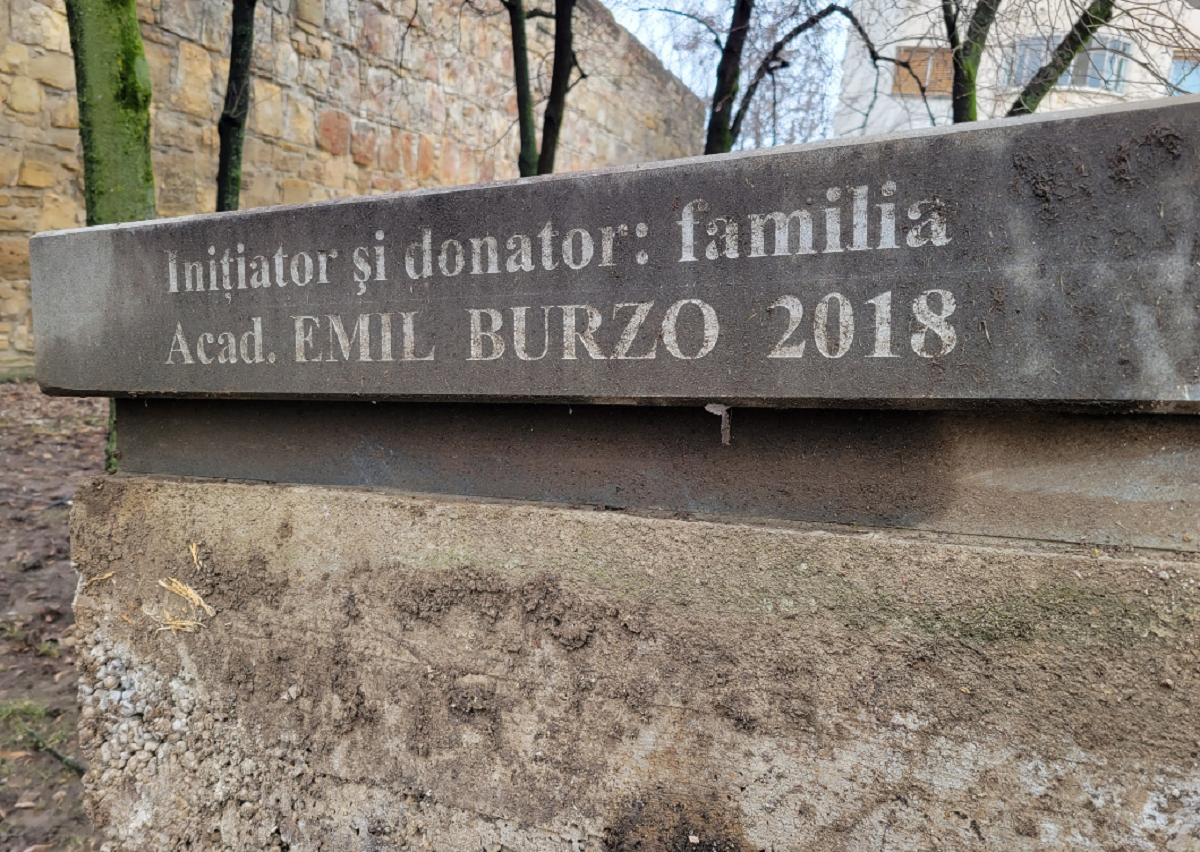 Inițiator și donator: familia
Acad. EMIL BURZO 2018